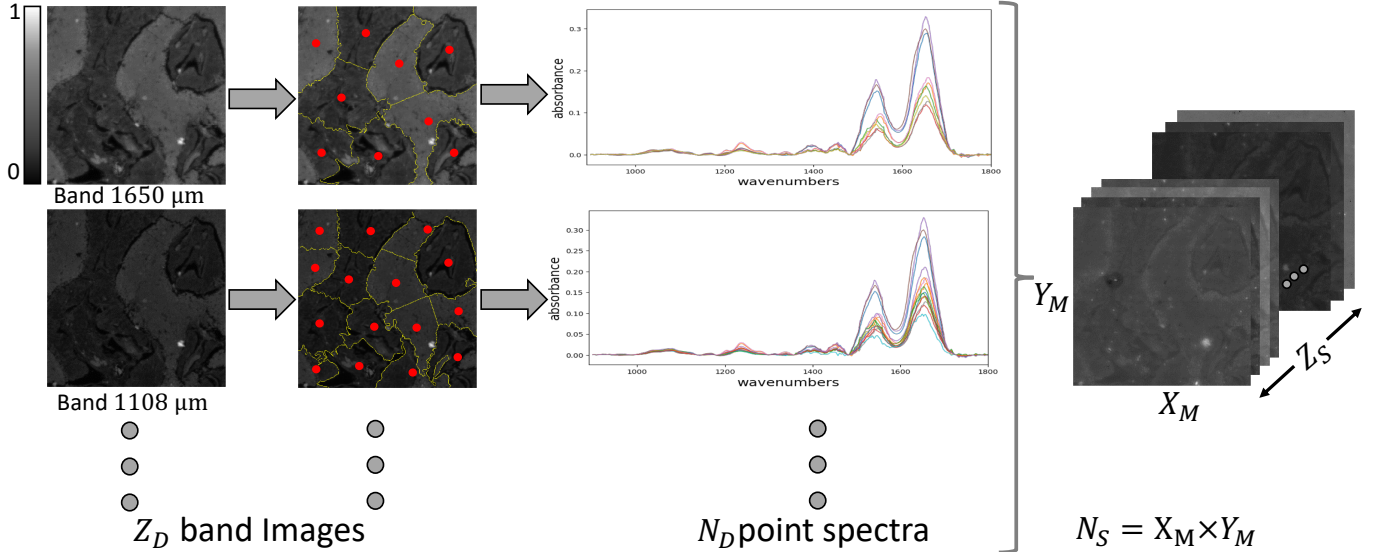 1
0
Band 1650 μm
absorbance
0.3
0.2
0.1
0.0
1000
1200
1400
1600
1800
wavenumbers
Band 1108 μm
absorbance
0.30
0.25
0.20
0.15
0.10
0.05
0.00
1000
1200
1400
1600
1800
wavenumbers
Y_M
X_M
Z_S
Z_D band Images
N_D point spectra
N_S = X_M×Y_M